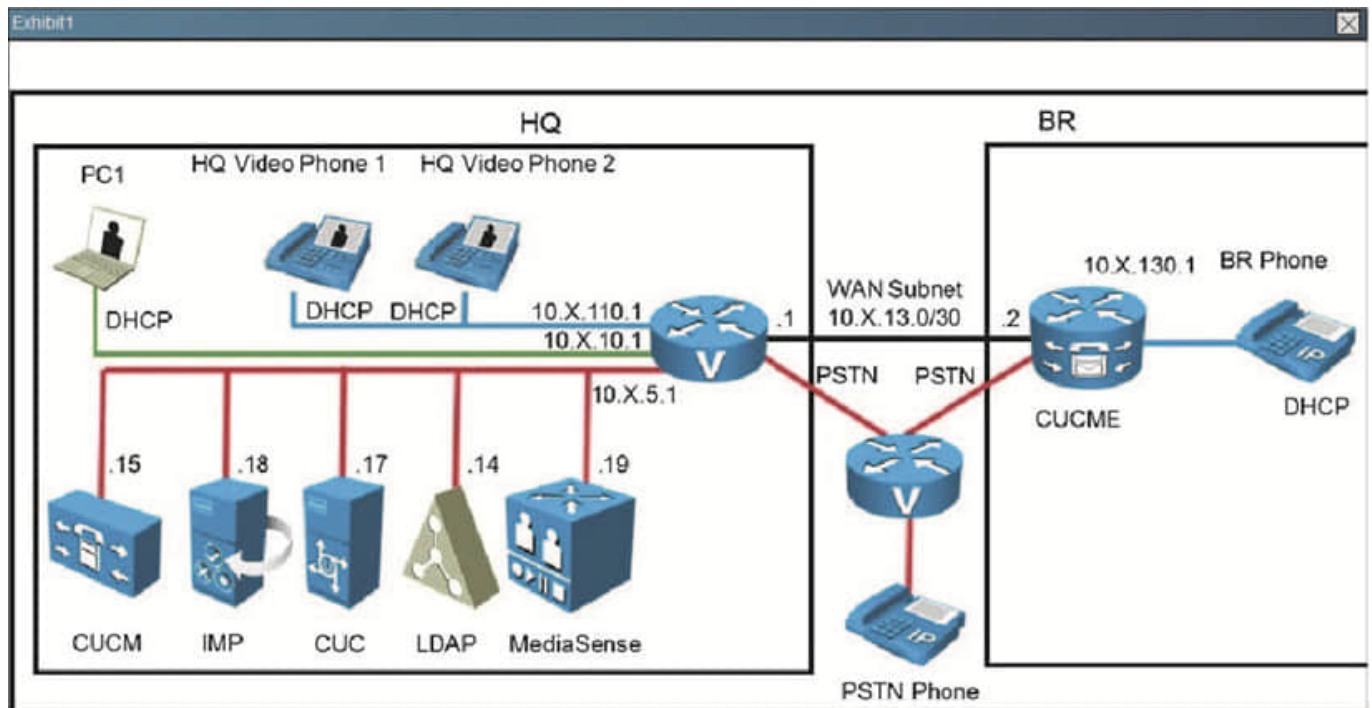 Exhibit1
HQ
BR
PC1
HQ Video Phone 1
HQ Video Phone 2
DHCP
DHCP
DHCP
10.X.110.1
10.X.10.1
10.X.5.1
V
.1
WAN Subnet
10.X.13.0/30
.2
10.X.130.1
BR Phone
IP
DHCP
CUCME
PSTN
PSTN
V
IP
PSTN Phone
.15
.18
.17
.14
.19
CUCM
IMP
CUC
LDAP
MediaSense